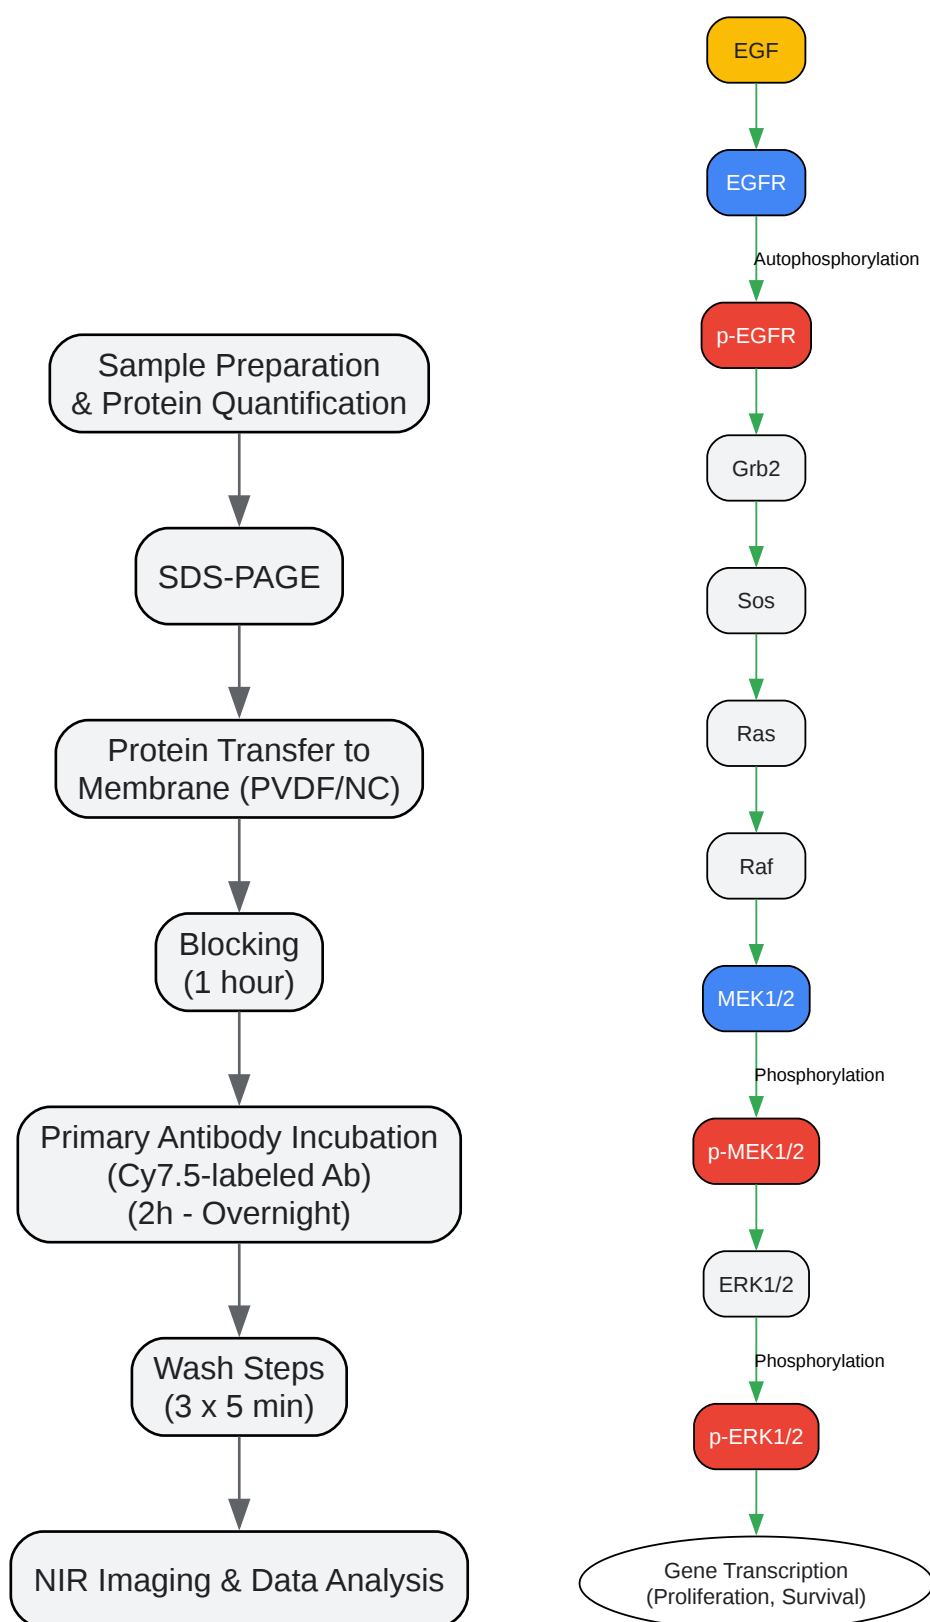 Sample Preparation
& Protein Quantification
SDS-PAGE
Protein Transfer to
Membrane (PVDF/NC)
Blocking
(1 hour)
Primary Antibody Incubation
(Cy7.5-labeled Ab)
(2h - Overnight)
Wash Steps
(3 x 5 min)
NIR Imaging & Data Analysis
EGF
EGFR
Autophosphorylation
p-EGFR
Grb2
Sos
Ras
Raf
MEK1/2
Phosphorylation
p-MEK1/2
ERK1/2
Phosphorylation
p-ERK1/2
Gene Transcription
(Proliferation, Survival)